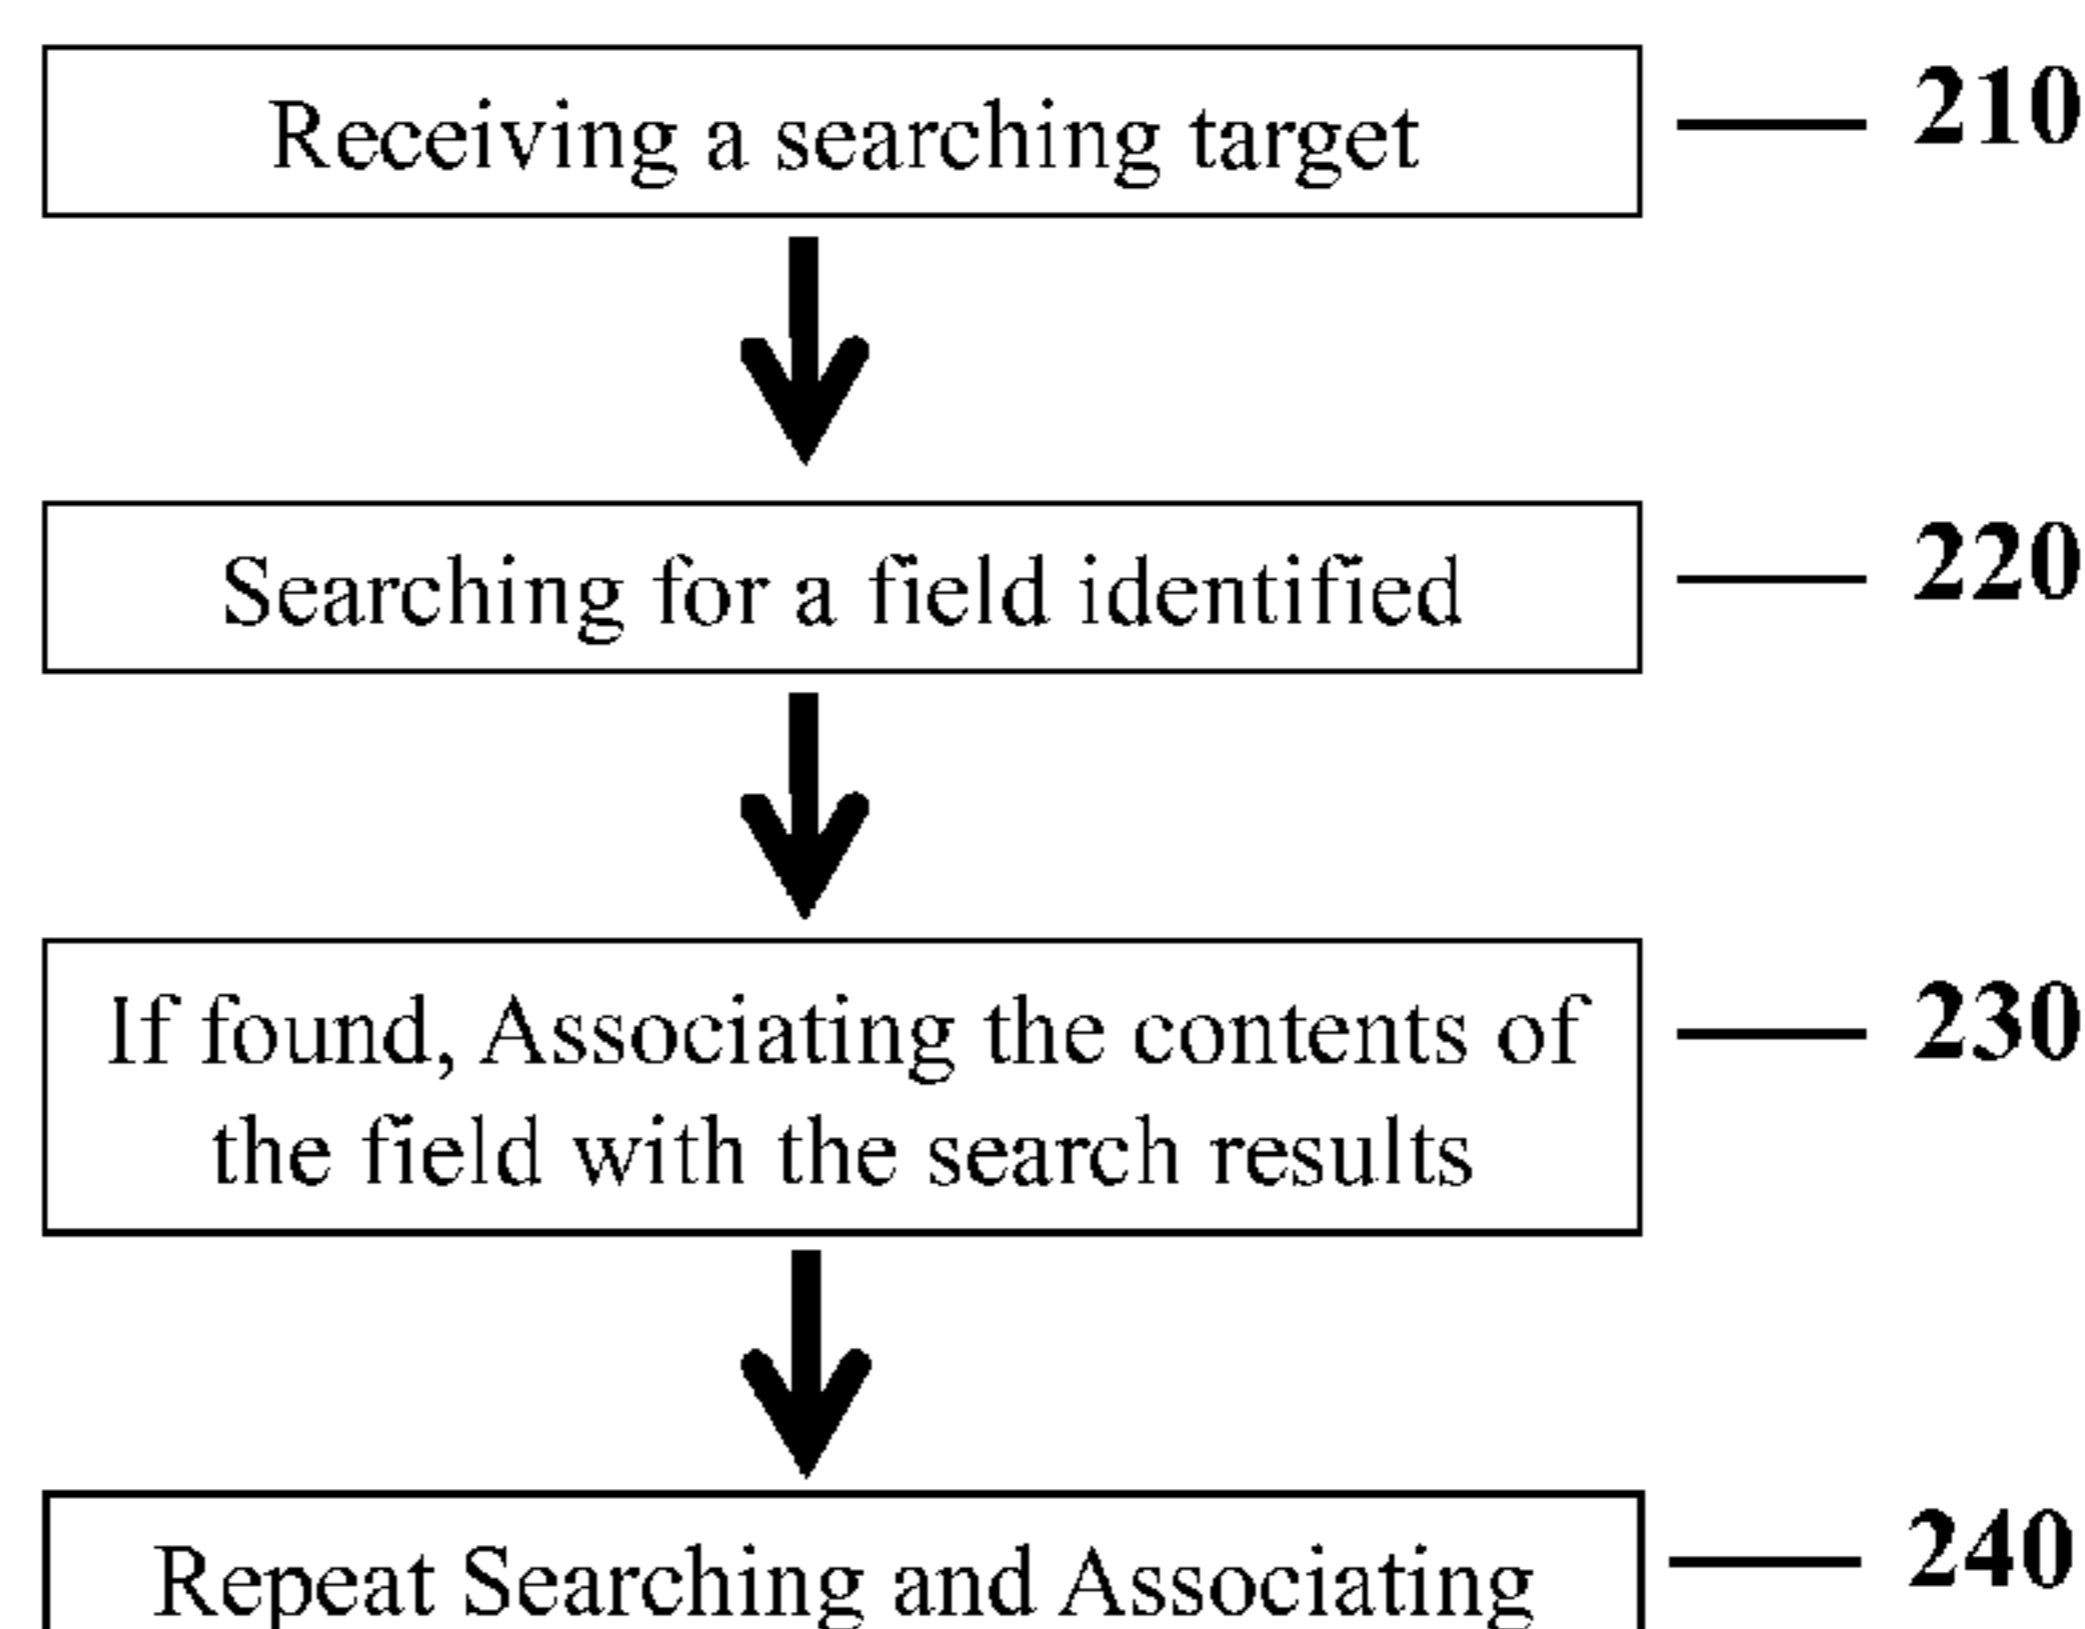 Receiving a searching target
210
Searching for a field identified
220
If found, Associating the contents of
the field with the search results
230
Repeat Searching and Associating
240